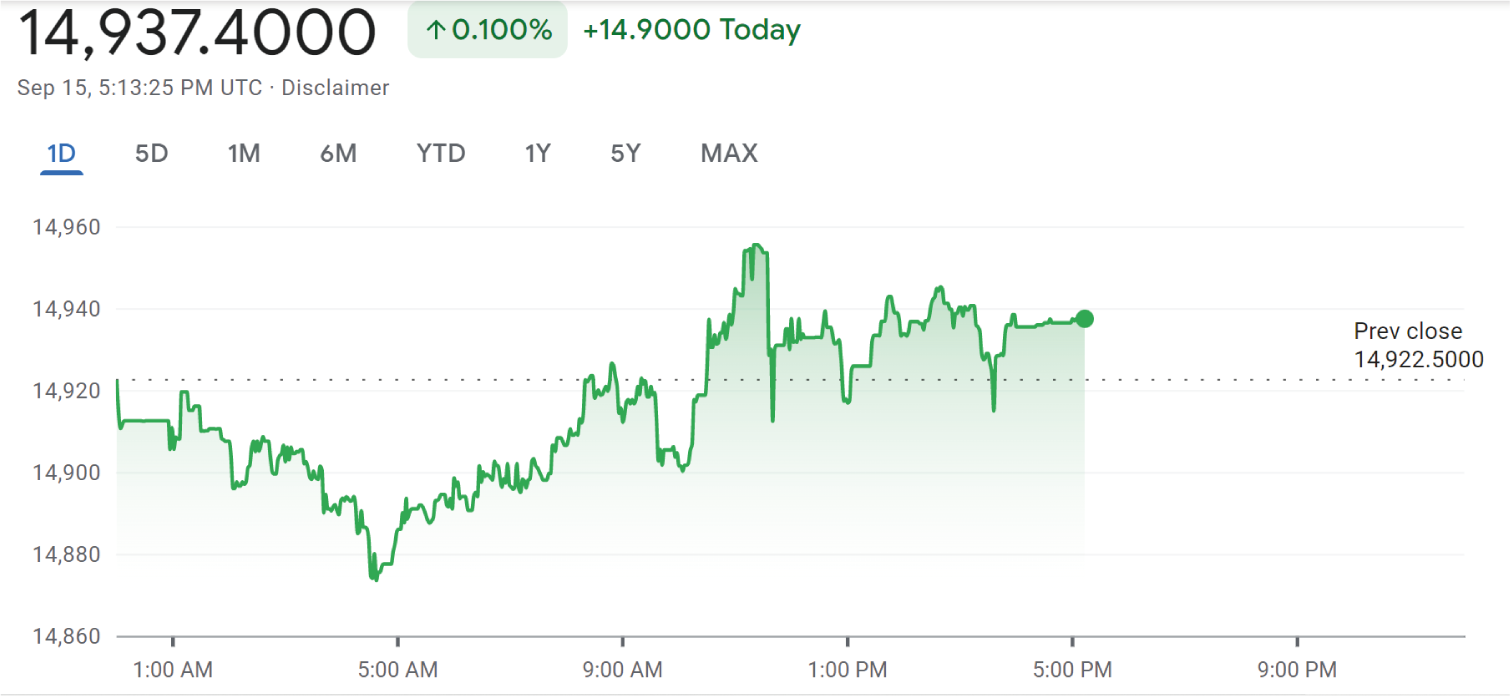 14,937.4000 ↑ 0.100% +14.9000 Today
Sep 15, 5:13:25 PM UTC · Disclaimer
1D 5D 1M 6M YTD 1Y 5Y MAX
14,960
14,940
Prev close
14,922.5000
14,920
14,900
14,880
14,860
1:00 AM 5:00 AM 9:00 AM 1:00 PM 5:00 PM 9:00 PM